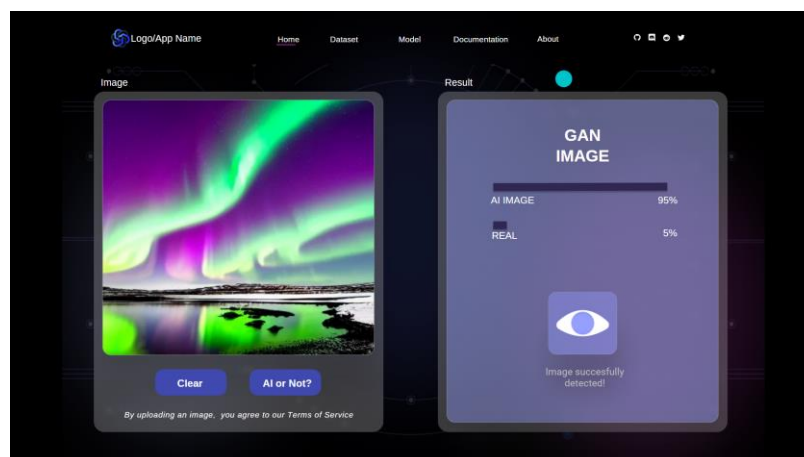 Logo/App Name
Home
Dataset
Model
Documentation
About
Image
Result
GAN
IMAGE
AI IMAGE 95%
REAL 5%
Clear
AI or Not?
Image succesfully
detected!
By uploading an image, you agree to our Terms of Service